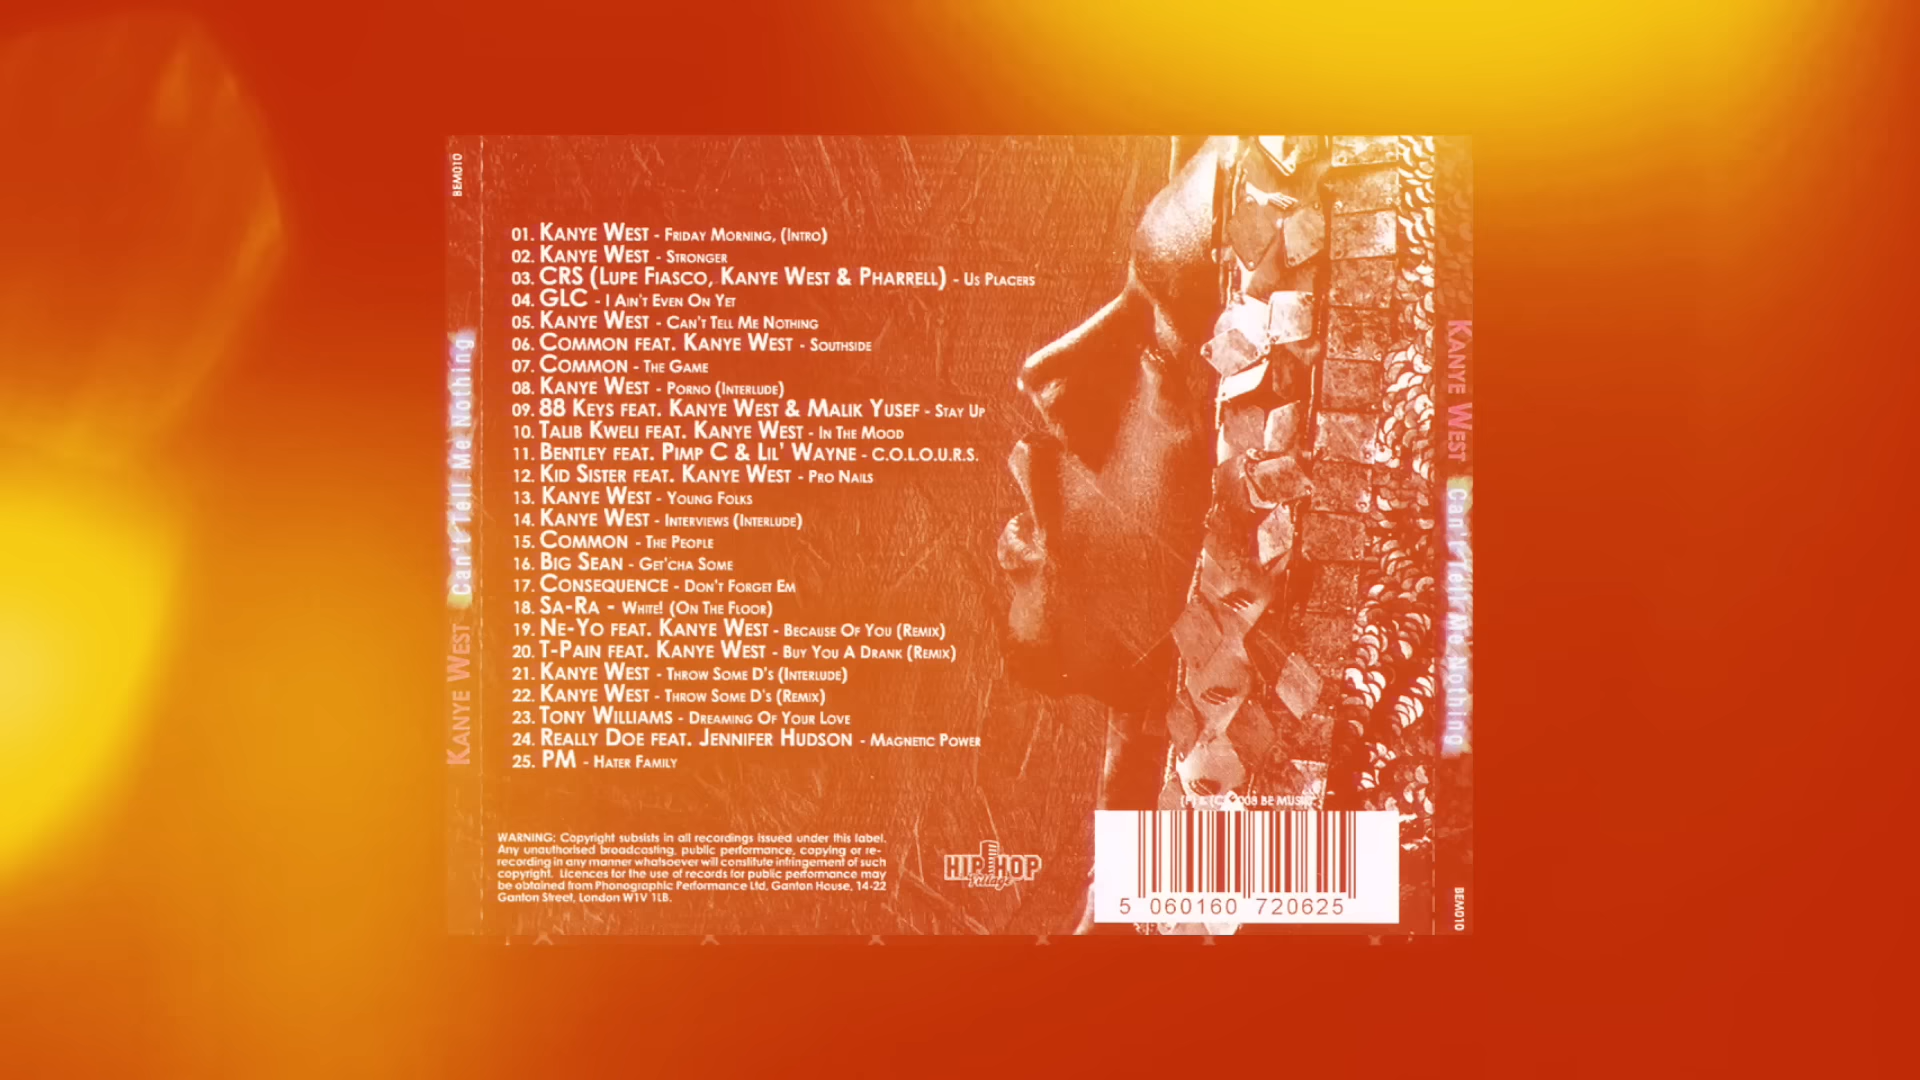 BEM010
KANYE WEST Can't Tell Me Nothing
01. KANYE WEST - FRIDAY MORNING, (INTRO)
02. KANYE WEST - STRONGER
03. CRS (LUPE FIASCO, KANYE WEST & PHARRELL) - US PLACERS
04. GLC - I AIN'T EVEN ON YET
05. KANYE WEST - CAN'T TELL ME NOTHING
06. COMMON FEAT. KANYE WEST - SOUTHSIDE
07. COMMON - THE GAME
08. KANYE WEST - PORNO (INTERLUDE)
09. 88 KEYS FEAT. KANYE WEST & MALIK YUSEF - STAY UP
10. TALIB KWELI FEAT. KANYE WEST - IN THE MOOD
11. BENTLEY FEAT. PIMP C & LIL' WAYNE - C.O.L.O.U.R.S.
12. KID SISTER FEAT. KANYE WEST - PRO NAILS
13. KANYE WEST - YOUNG FOLKS
14. KANYE WEST - INTERVIEWS (INTERLUDE)
15. COMMON - THE PEOPLE
16. BIG SEAN - GET'CHA SOME
17. CONSEQUENCE - DON'T FORGET EM
18. SA-RA - WHITE! (ON THE FLOOR)
19. NE-YO FEAT. KANYE WEST - BECAUSE OF YOU (REMIX)
20. T-PAIN FEAT. KANYE WEST - BUY YOU A DRANK (REMIX)
21. KANYE WEST - THROW SOME D'S (INTERLUDE)
22. KANYE WEST - THROW SOME D'S (REMIX)
23. TONY WILLIAMS - DREAMING OF YOUR LOVE
24. REALLY DOE FEAT. JENNIFER HUDSON - MAGNETIC POWER
25. PM - HATER FAMILY
WARNING: Copyright subsists in all recordings issued under this label.
Any unauthorised broadcasting, public performance, copying or re-
recording in any manner whatsoever will constitute infringement of such
copyright. Licences for the use of records for public performance may
be obtained from Phonographic Performance Ltd, Ganton House, 14-22
Ganton Street, London W1V 1LB.
HIP HOP
Village
2008 BE MUSIC
5 060160 720625
KANYE WEST Can't Tell Me Nothing
BEM010